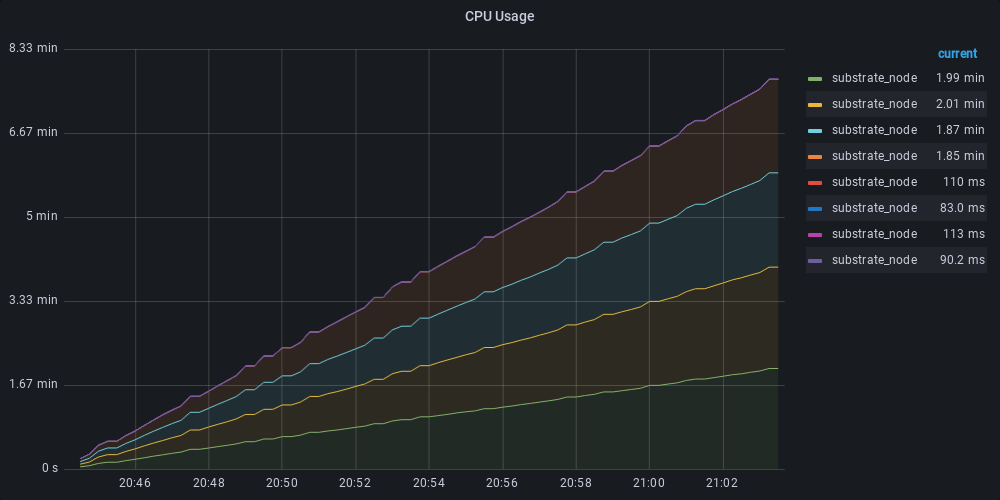 CPU Usage
8.33 min
6.67 min
5 min
3.33 min
1.67 min
0 s
20:46 20:48 20:50 20:52 20:54 20:56 20:58 21:00 21:02
current
substrate_node 1.99 min
substrate_node 2.01 min
substrate_node 1.87 min
substrate_node 1.85 min
substrate_node 110 ms
substrate_node 83.0 ms
substrate_node 113 ms
substrate_node 90.2 ms